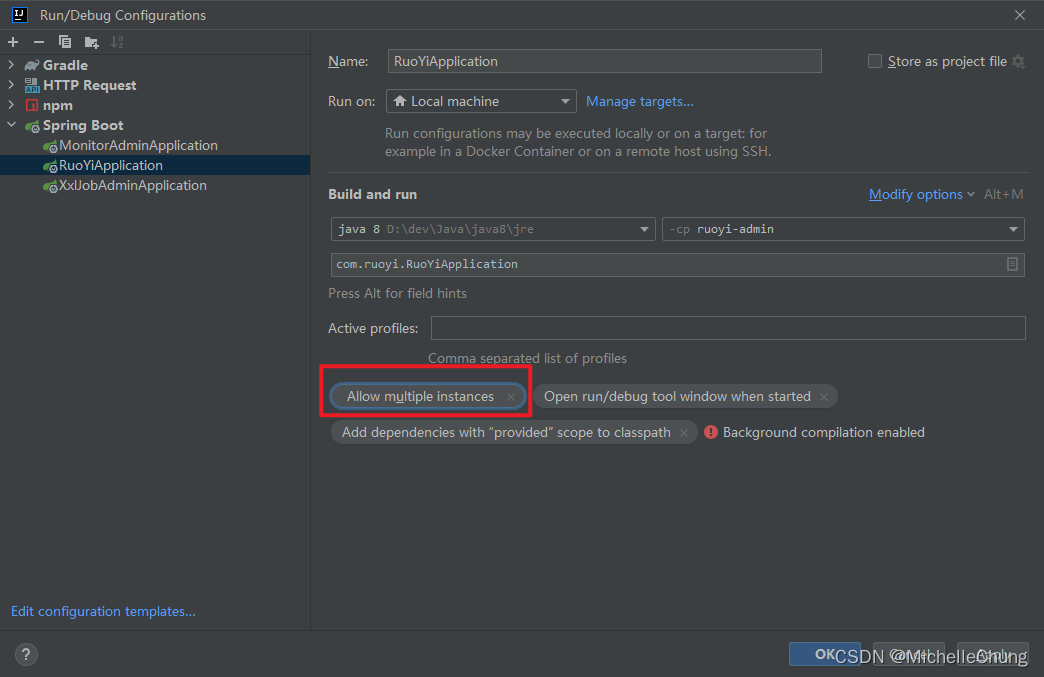 Run/Debug Configurations
Gradle
HTTP Request
npm
Spring Boot
MonitorAdminApplication
RuoYiApplication
XxlJobAdminApplication
Edit configuration templates...
Name: RuoYiApplication Store as project file
Run on: Local machine Manage targets...
Run configurations may be executed locally or on a target: for
example in a Docker Container or on a remote host using SSH.
Build and run Modify options Alt+M
java 8 D:\dev\Java\java8\jre -cp ruoyi-admin
com.ruoyi.RuoYiApplication
Press Alt for field hints
Active profiles:
Comma separated list of profiles
Allow multiple instances × Open run/debug tool window when started ×
Add dependencies with “provided” scope to classpath × Background compilation enabled
? OK Cancel Apply
CSDN @MichelleChung